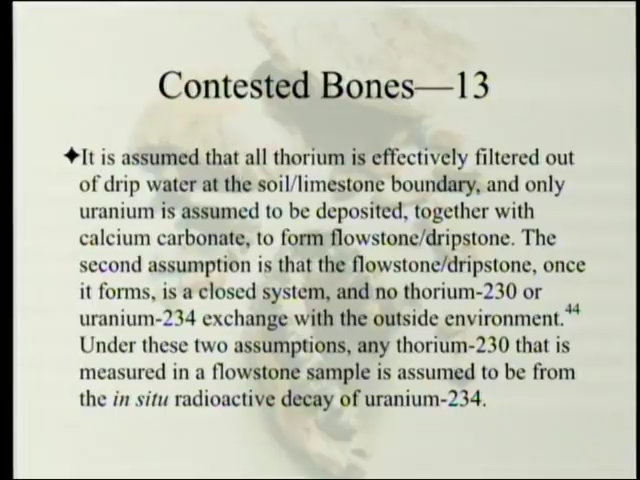 Contested Bones—13
✦It is assumed that all thorium is effectively filtered out
of drip water at the soil/limestone boundary, and only
uranium is assumed to be deposited, together with
calcium carbonate, to form flowstone/dripstone. The
second assumption is that the flowstone/dripstone, once
it forms, is a closed system, and no thorium-230 or
uranium-234 exchange with the outside environment.44
Under these two assumptions, any thorium-230 that is
measured in a flowstone sample is assumed to be from
the in situ radioactive decay of uranium-234.